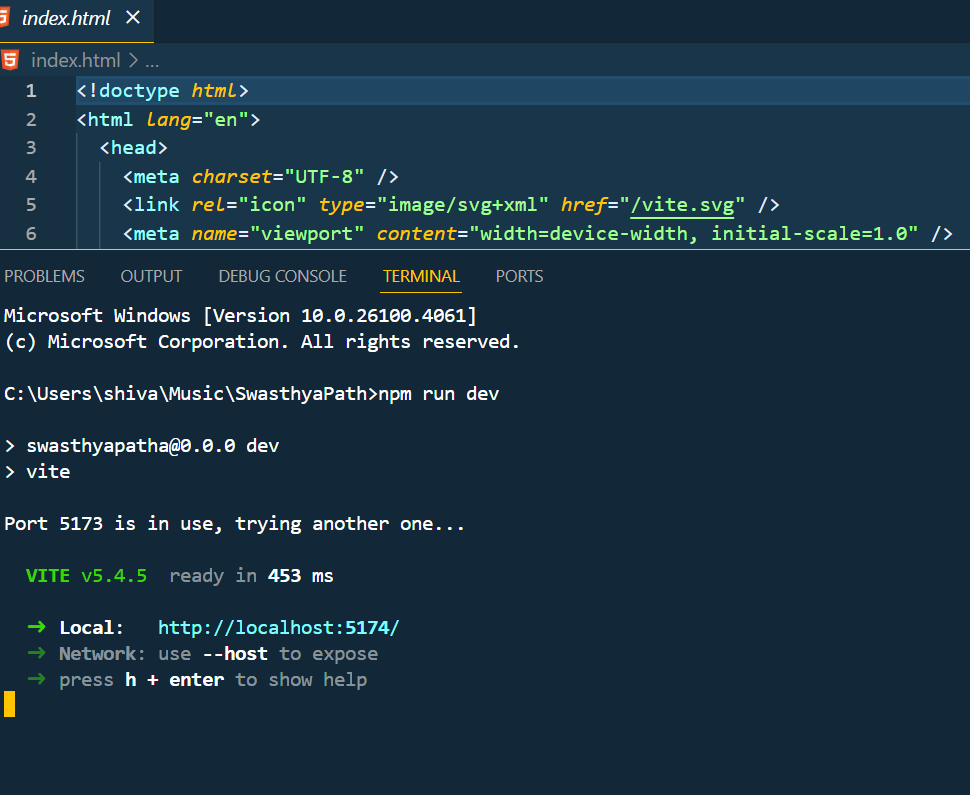 index.html ×
index.html > ...
1 <!doctype html>
2 <html lang="en">
3 <head>
4 <meta charset="UTF-8" />
5 <link rel="icon" type="image/svg+xml" href="/vite.svg" />
6 <meta name="viewport" content="width=device-width, initial-scale=1.0" />
PROBLEMS OUTPUT DEBUG CONSOLE TERMINAL PORTS
Microsoft Windows [Version 10.0.26100.4061]
(c) Microsoft Corporation. All rights reserved.
C:\Users\shiva\Music\SwasthyaPath>npm run dev
> swasthyapatha@0.0.0 dev
> vite
Port 5173 is in use, trying another one...
VITE v5.4.5 ready in 453 ms
➜ Local: http://localhost:5174/
➜ Network: use --host to expose
➜ press h + enter to show help